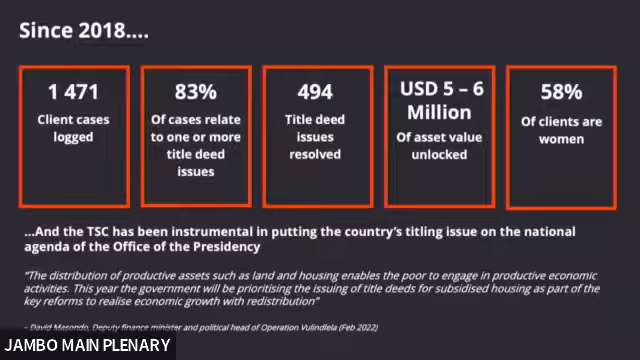 Since 2018....
1 471
Client cases
logged
83%
Of cases relate
to one or more
title deed
issues
494
Title deed
issues
resolved
USD 5 – 6
Million
Of asset value
unlocked
58%
Of clients are
women
...And the TSC has been instrumental in putting the country's titling issue on the national
agenda of the Office of the Presidency
"The distribution of productive assets such as land and housing enables the poor to engage in productive economic
activities. This year the government will be prioritising the issuing of title deeds for subsidised housing as part of the
key reforms to realise economic growth with redistribution"
– David Masondo, Deputy finance minister and political head of Operation Vulindlela (Feb 2022)
JAMBO MAIN PLENARY